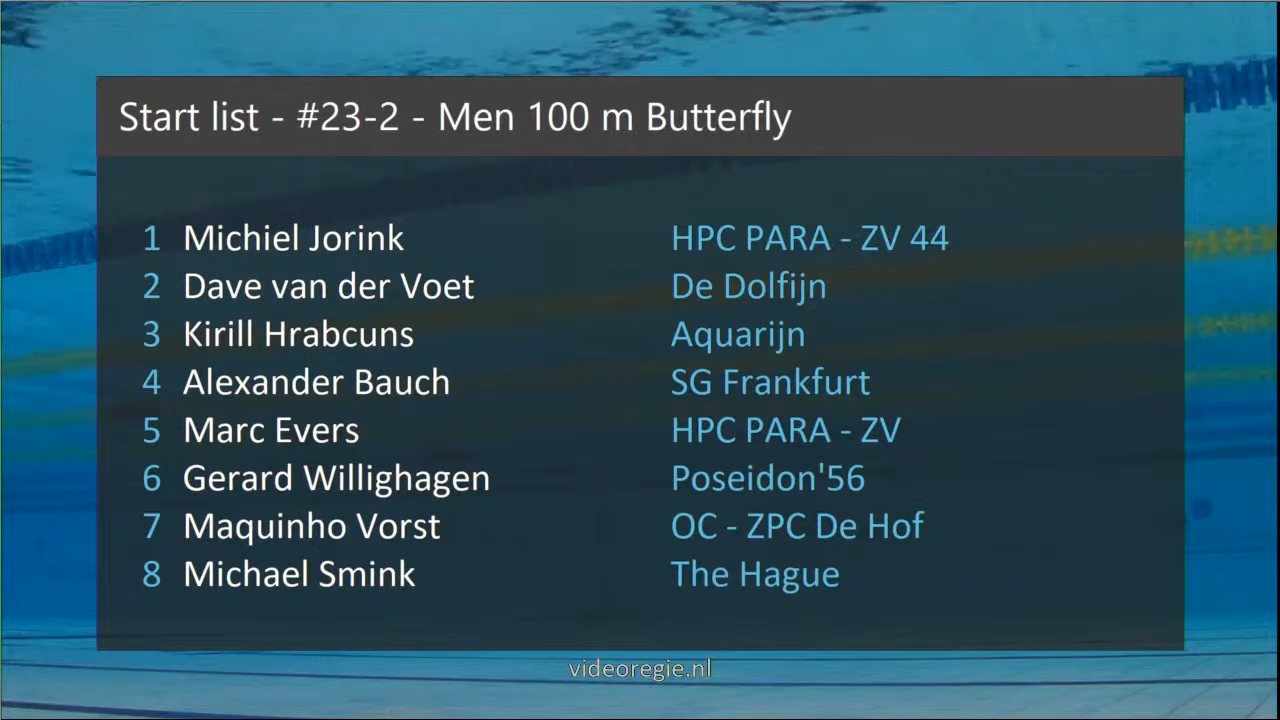 Start list - #23-2 - Men 100 m Butterfly
1 Michiel Jorink HPC PARA - ZV 44
2 Dave van der Voet De Dolfijn
3 Kirill Hrabcuns Aquarijn
4 Alexander Bauch SG Frankfurt
5 Marc Evers HPC PARA - ZV
6 Gerard Willighagen Poseidon'56
7 Maquinho Vorst OC - ZPC De Hof
8 Michael Smink The Hague
videoregie.nl